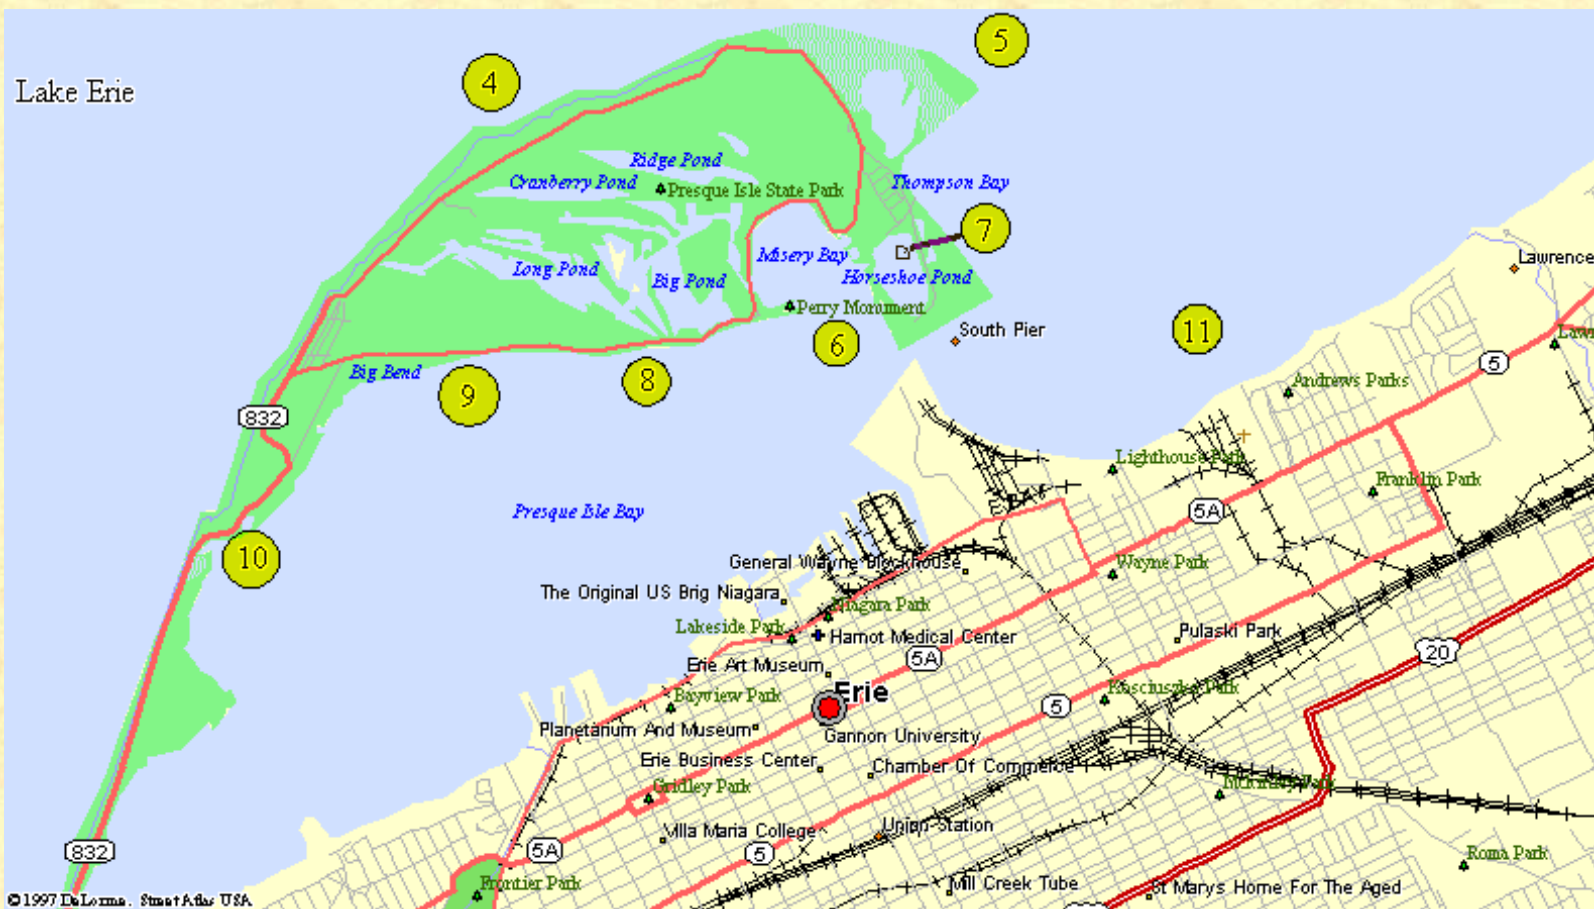 5
4
Lake Erie
Ridge Pond
Cranberry Pond
Presque Isle State Park
Thompson Bay
7
Misery Bay
Lawrence
Long Pond
Big Pond
Horseshoe Pond
Perry Monument
South Pier
11
6
Big Bend
8
9
5
Andrews Parks
832
Lighthouse Park
Franklin Park
Presque Isle Bay
5A
10
General Wayne Blockhouse
Wayne Park
The Original US Brig Niagara
Niagara Park
Lakeside Park
Hamot Medical Center
Pulaski Park
20
Erie Art Museum
5A
Erie
Kosciuszko Park
Bayview Park
5
Planetarium And Museum
Gannon University
Erie Business Center
Chamber Of Commerce
Gridley Park
McKinley Park
Villa Maria College
Union Station
832
5A
5
Roma Park
Frontier Park
Mill Creek Tube
St Marys Home For The Aged
©1997 DeLorme. Street Atlas USA